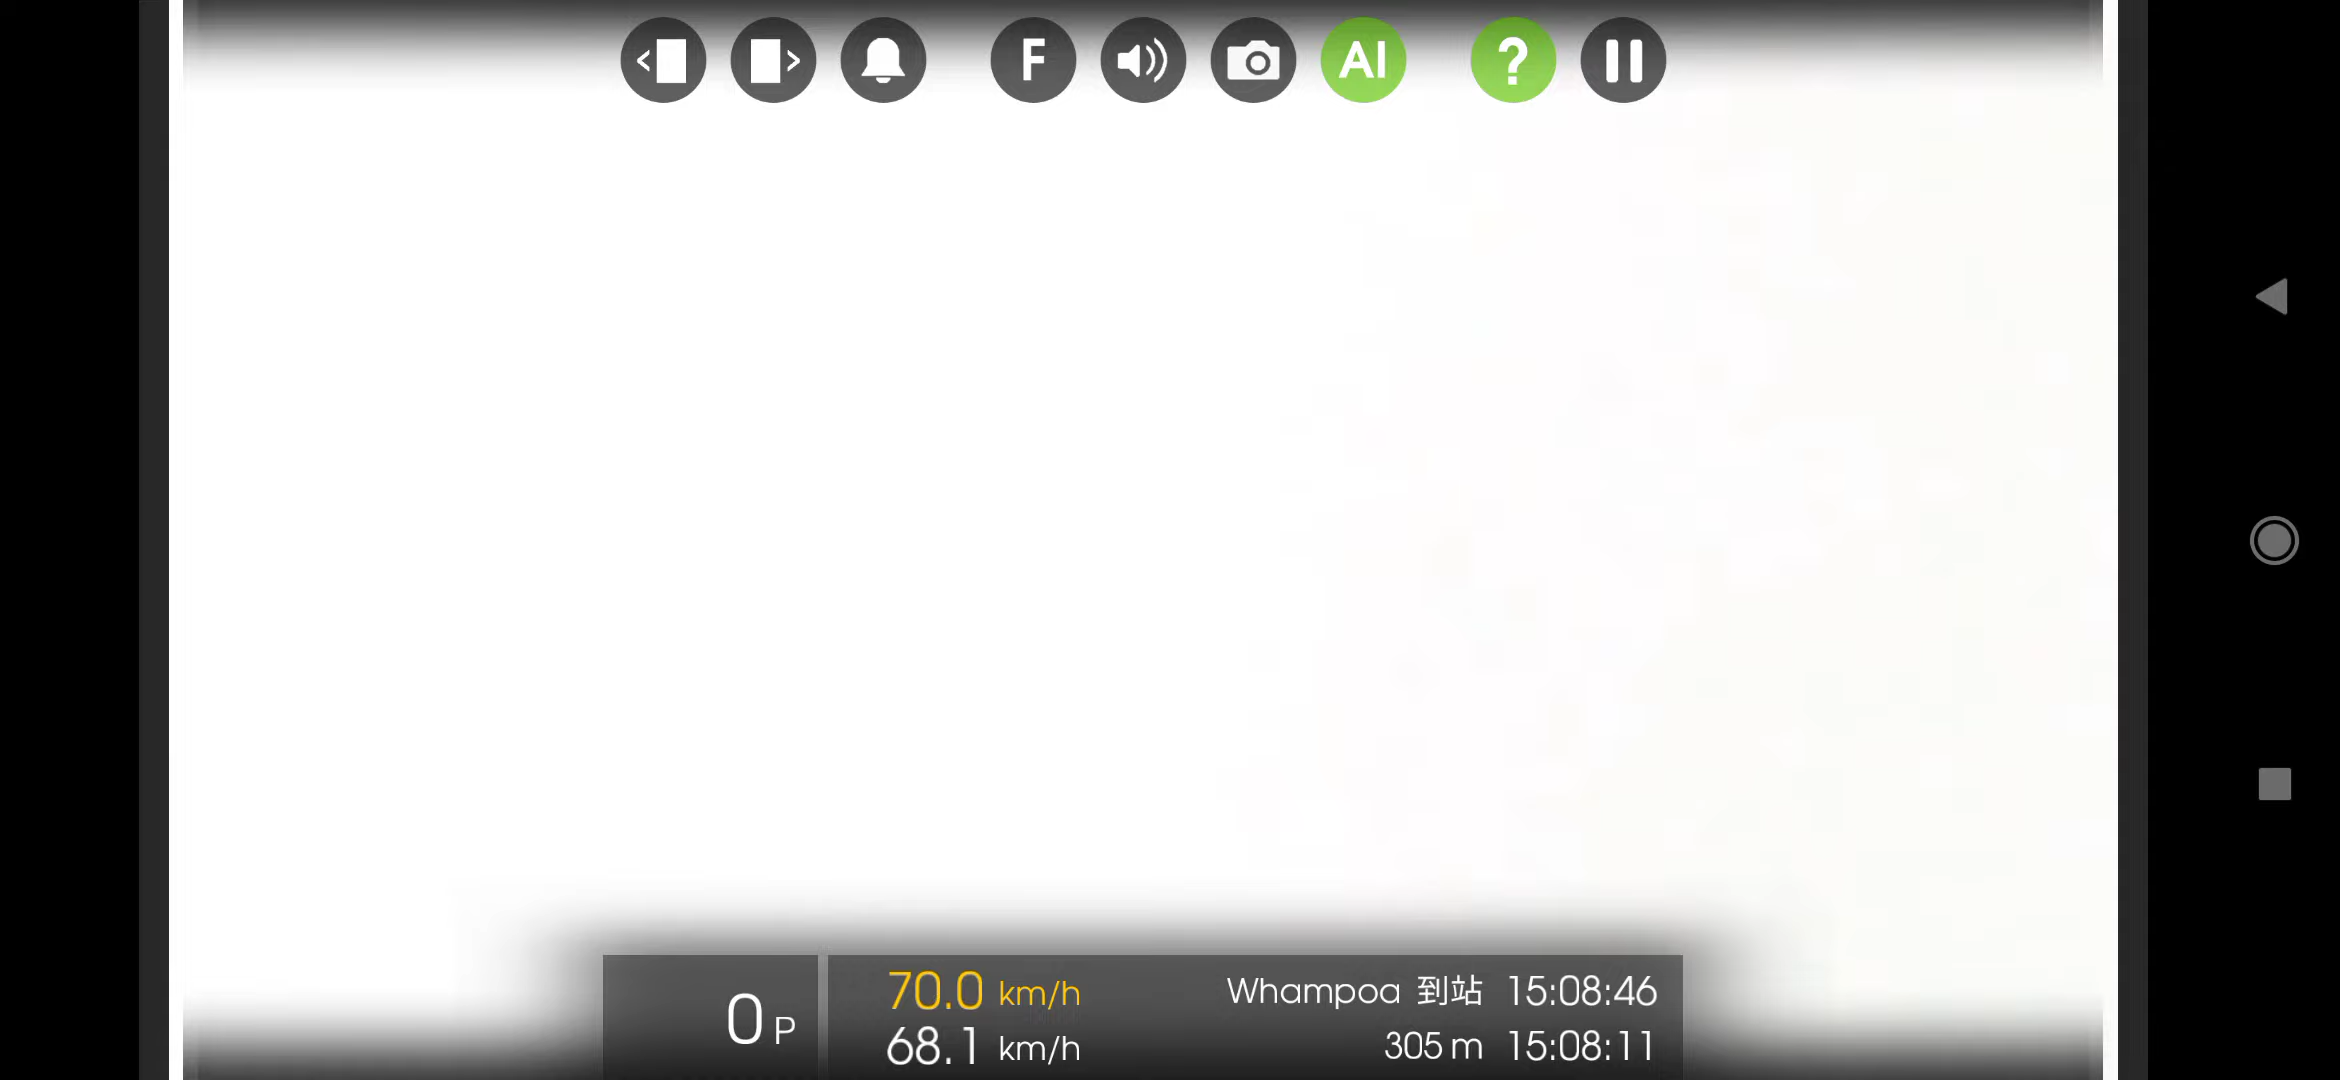 F
AI
?
0 P
70.0 km/h
68.1 km/h
Whampoa 到站 15:08:46
305 m 15:08:11